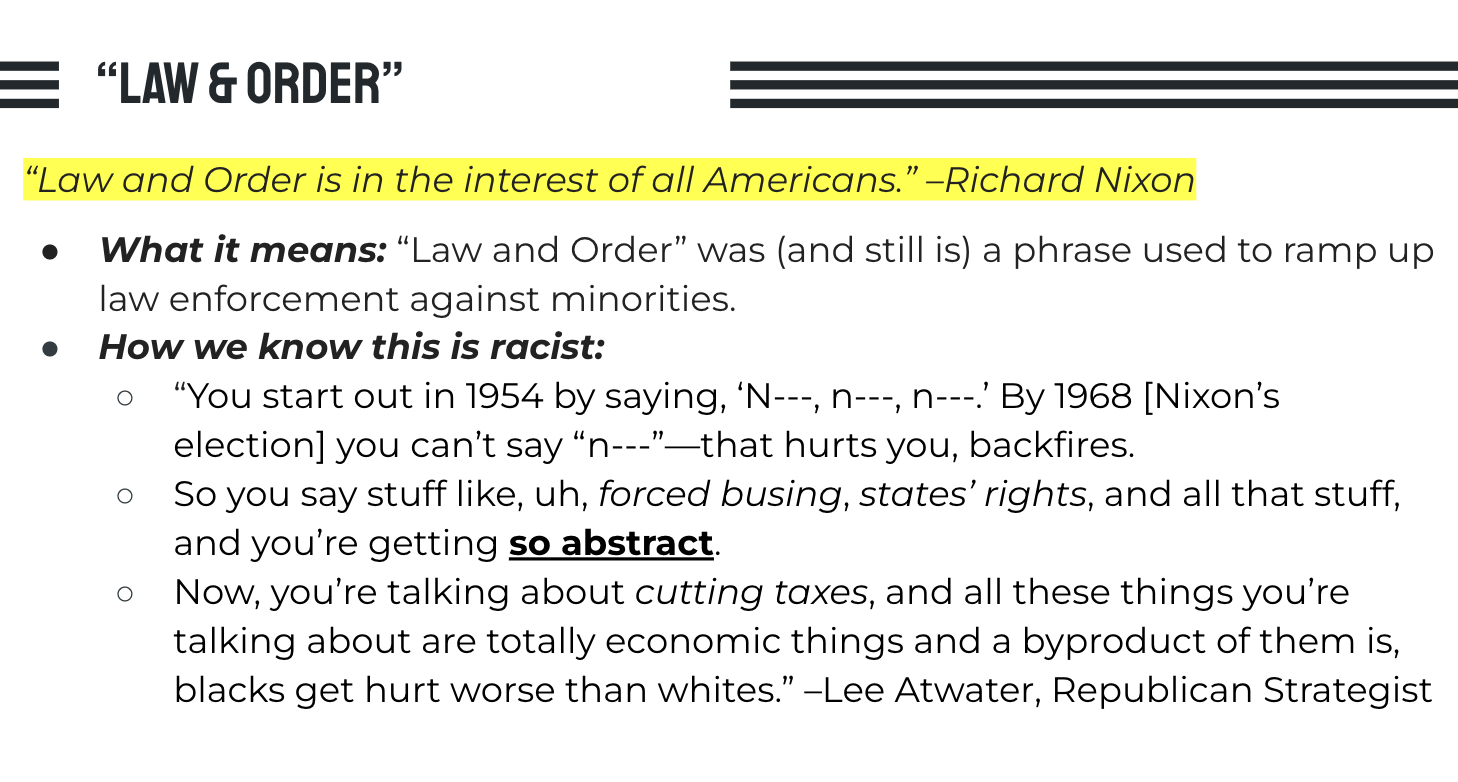 “LAW & ORDER”
“Law and Order is in the interest of all Americans.” –Richard Nixon
● What it means: “Law and Order” was (and still is) a phrase used to ramp up
law enforcement against minorities.
● How we know this is racist:
○ “You start out in 1954 by saying, ‘N---, n---, n---.’ By 1968 [Nixon’s
election] you can’t say “n---”—that hurts you, backfires.
○ So you say stuff like, uh, forced busing, states’ rights, and all that stuff,
and you’re getting so abstract.
○ Now, you’re talking about cutting taxes, and all these things you’re
talking about are totally economic things and a byproduct of them is,
blacks get hurt worse than whites.” –Lee Atwater, Republican Strategist